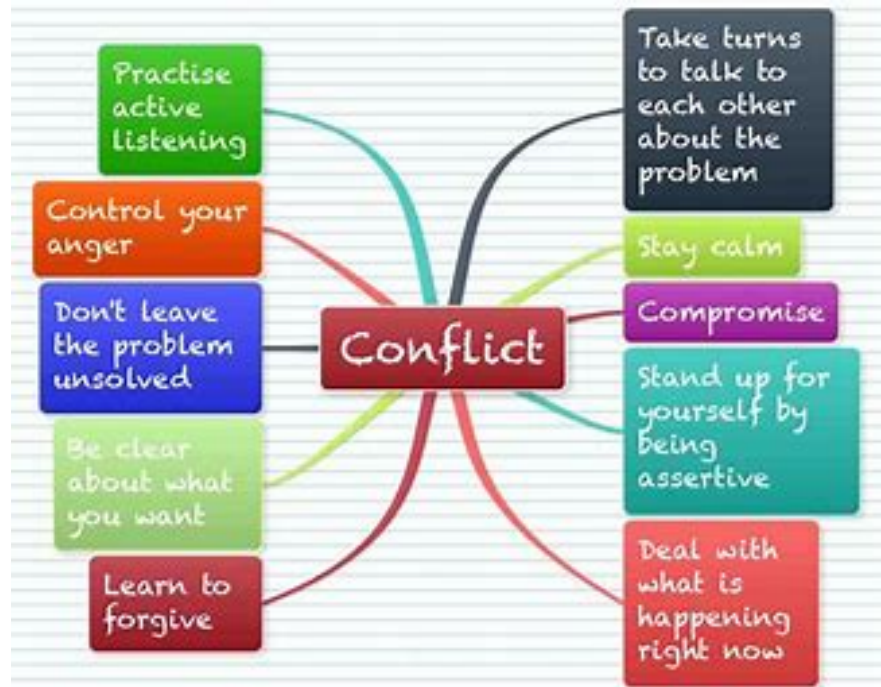 Practise
active
listening
Control your
anger
Don't leave
the problem
unsolved
Be clear
about what
you want
Learn to
forgive
Conflict
Take turns
to talk to
each other
about the
problem
Stay calm
Compromise
Stand up for
yourself by
being
assertive
Deal with
what is
happening
right now